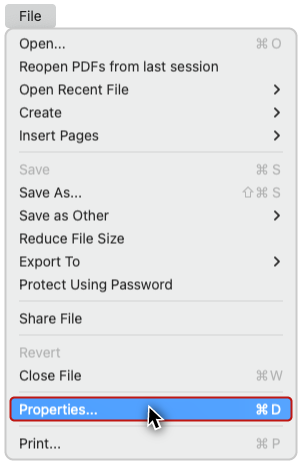 File
Open... ⌘ O
Reopen PDFs from last session
Open Recent File
Create
Insert Pages
Save ⌘ S
Save As... ⇧ ⌘ S
Save as Other
Reduce File Size
Export To
Protect Using Password
Share File
Revert
Close File ⌘ W
Properties... ⌘ D
Print... ⌘ P